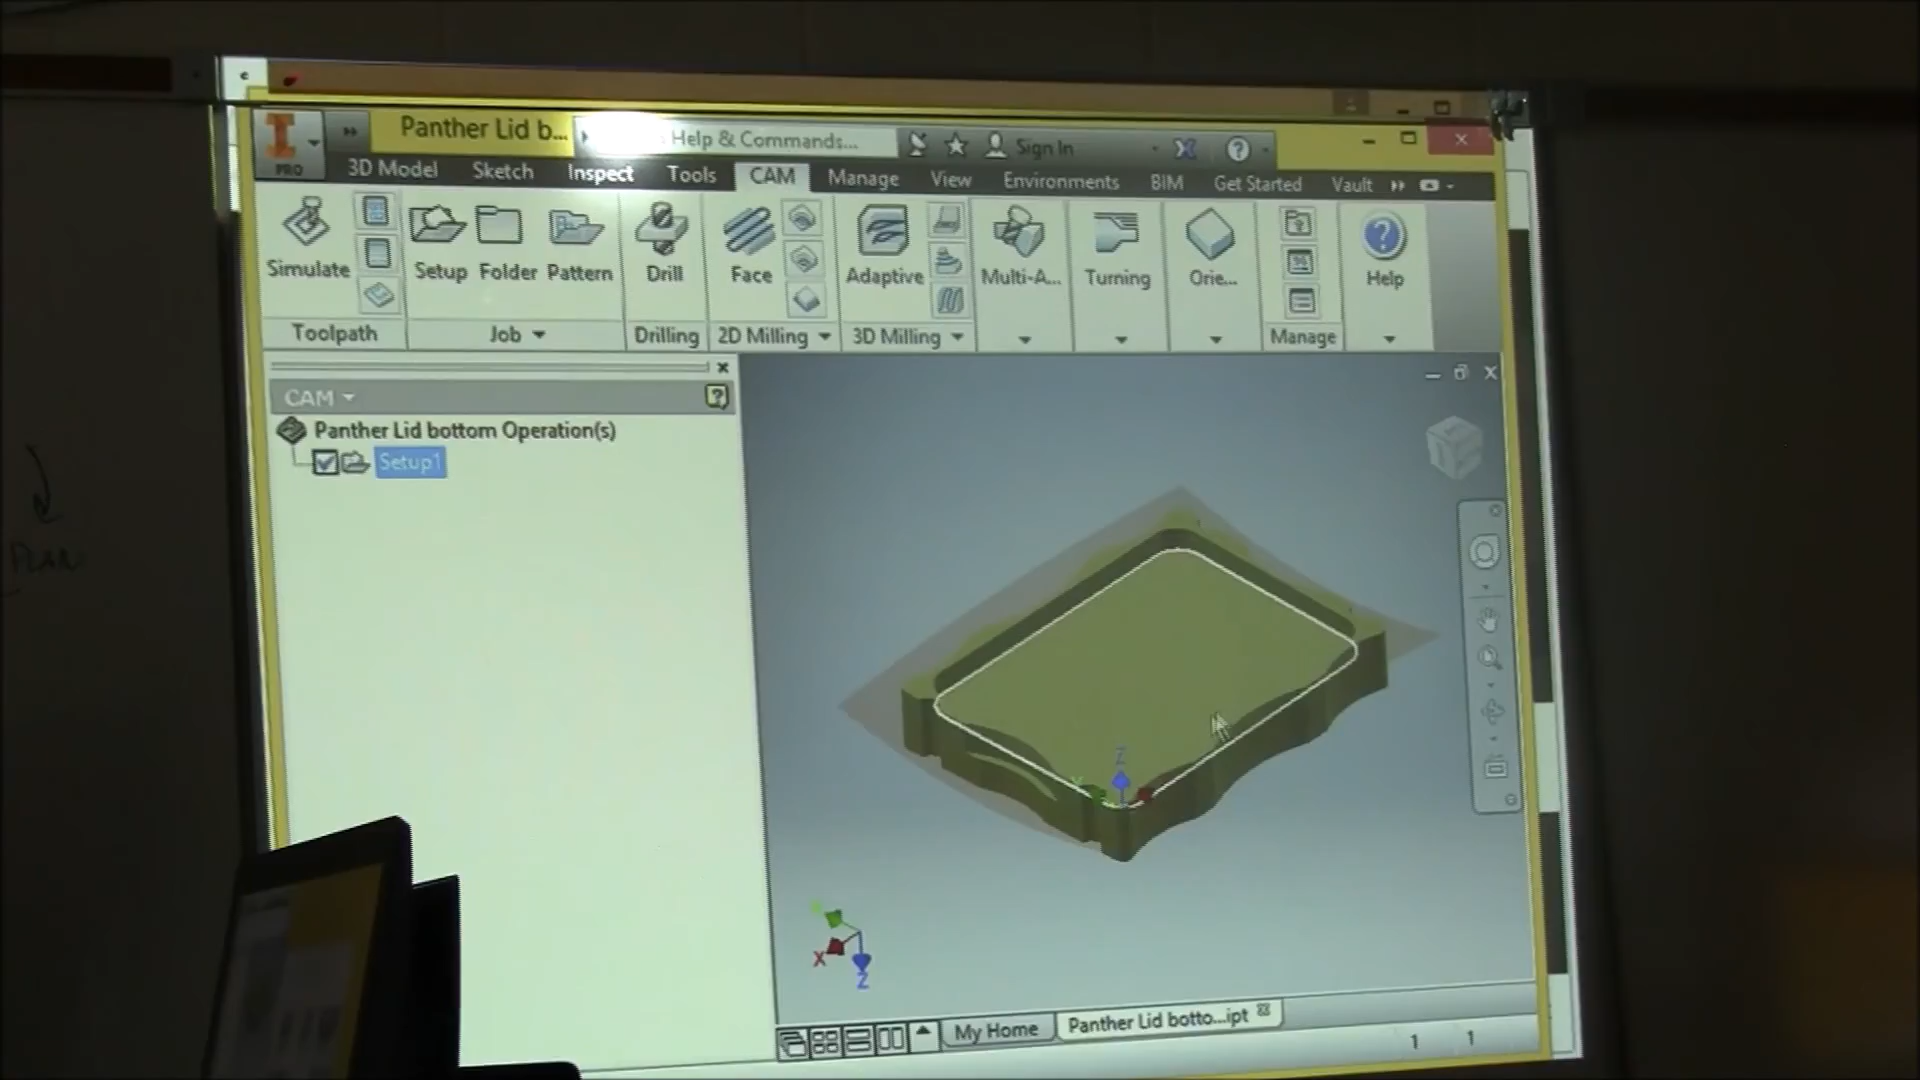 Panther Lid b...
Help & Commands...
Sign In
PRO
3D Model
Sketch
Inspect
Tools
CAM
Manage
View
Environments
BIM
Get Started
Vault
Simulate
Setup
Folder
Pattern
Drill
Face
Adaptive
Multi-A...
Turning
Orie...
Help
Toolpath
Job
Drilling
2D Milling
3D Milling
Manage
CAM
Panther Lid bottom Operation(s)
Setup1
PLAN
Z
Y
X
Z
My Home
Panther Lid botto...ipt
1
1